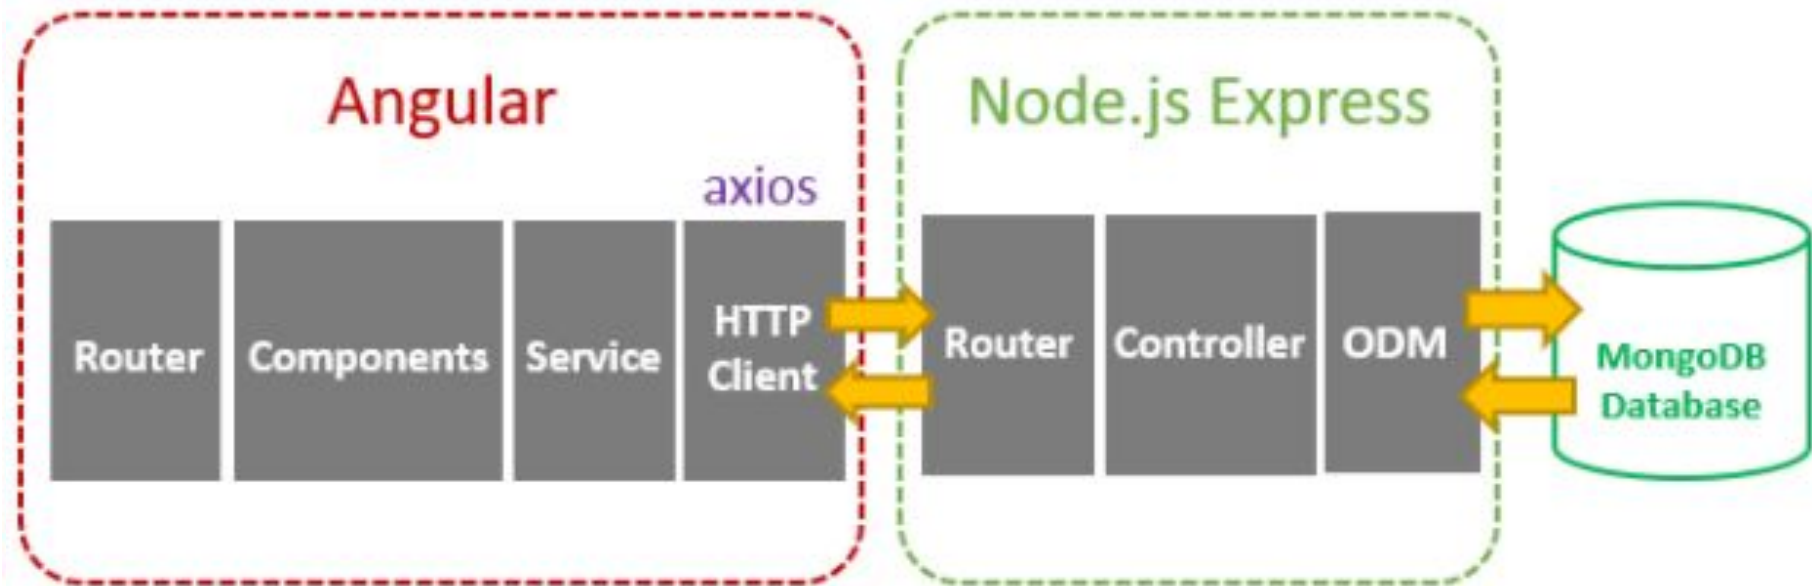 Angular
Node.js Express
axios
Router
Components
Service
HTTP
Client
Router
Controller
ODM
MongoDB
Database